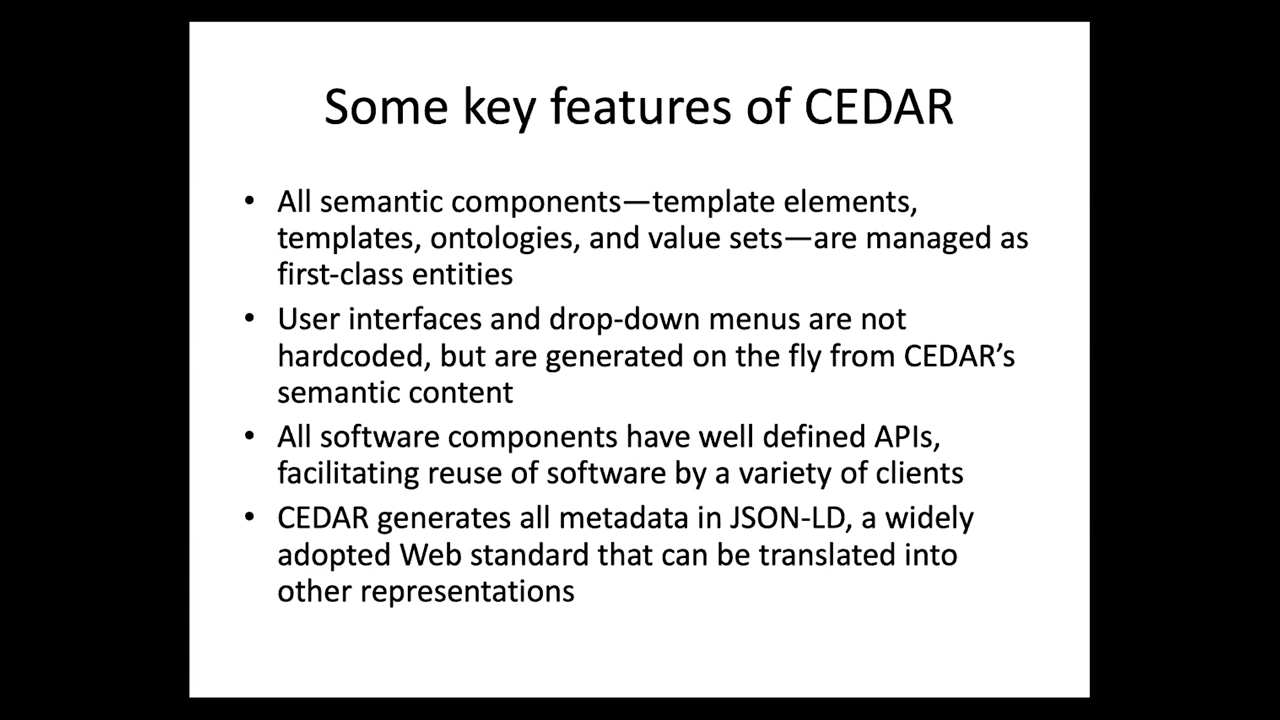 Some key features of CEDAR
• All semantic components—template elements,
templates, ontologies, and value sets—are managed as
first-class entities
• User interfaces and drop-down menus are not
hardcoded, but are generated on the fly from CEDAR’s
semantic content
• All software components have well defined APIs,
facilitating reuse of software by a variety of clients
• CEDAR generates all metadata in JSON-LD, a widely
adopted Web standard that can be translated into
other representations